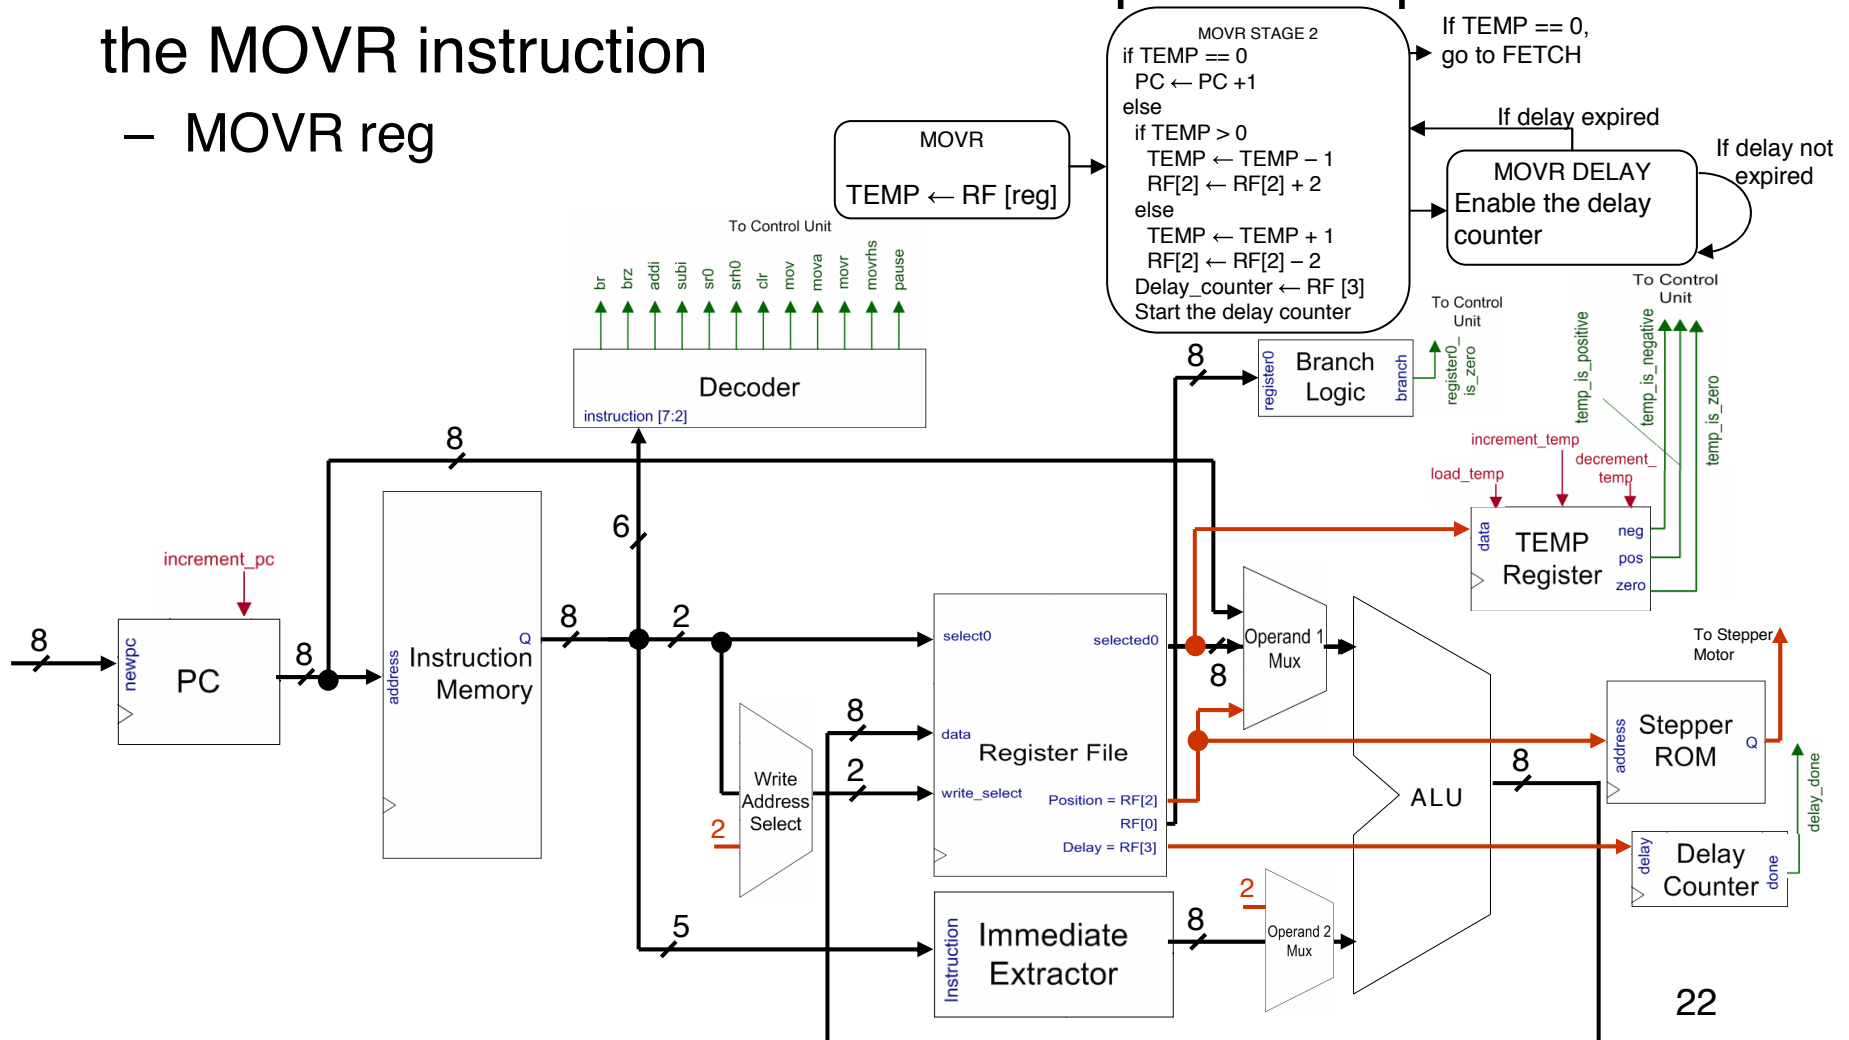 the MOVR instruction
– MOVR reg
MOVR
TEMP ← RF [reg]
MOVR STAGE 2
if TEMP == 0
PC ← PC +1
else
if TEMP > 0
TEMP ← TEMP – 1
RF[2] ← RF[2] + 2
else
TEMP ← TEMP + 1
RF[2] ← RF[2] – 2
Delay_counter ← RF [3]
Start the delay counter
If TEMP == 0,
go to FETCH
If delay expired
MOVR DELAY
Enable the delay
counter
If delay not
expired
To Control Unit
br
brz
addi
subi
sr0
srh0
clr
mov
mova
movr
movrhs
pause
Decoder
instruction [7:2]
8
Branch
Logic
register0
branch
To Control
Unit
register0_
is_zero
To Control
Unit
temp_is_positive
temp_is_negative
temp_is_zero
increment_temp
decrement_
temp
load_temp
data
TEMP
Register
neg
pos
zero
8
6
increment_pc
8
newpc
PC
8
address
Instruction
Memory
Q
8
2
select0
selected0
8
data
Register File
2
write_select
Position = RF[2]
RF[0]
Delay = RF[3]
Write
Address
Select
2
8
Operand 1
Mux
ALU
8
To Stepper
Motor
address
Stepper
ROM
Q
delay_done
delay
Delay
Counter
done
5
Instruction
Immediate
Extractor
8
2
Operand 2
Mux
22